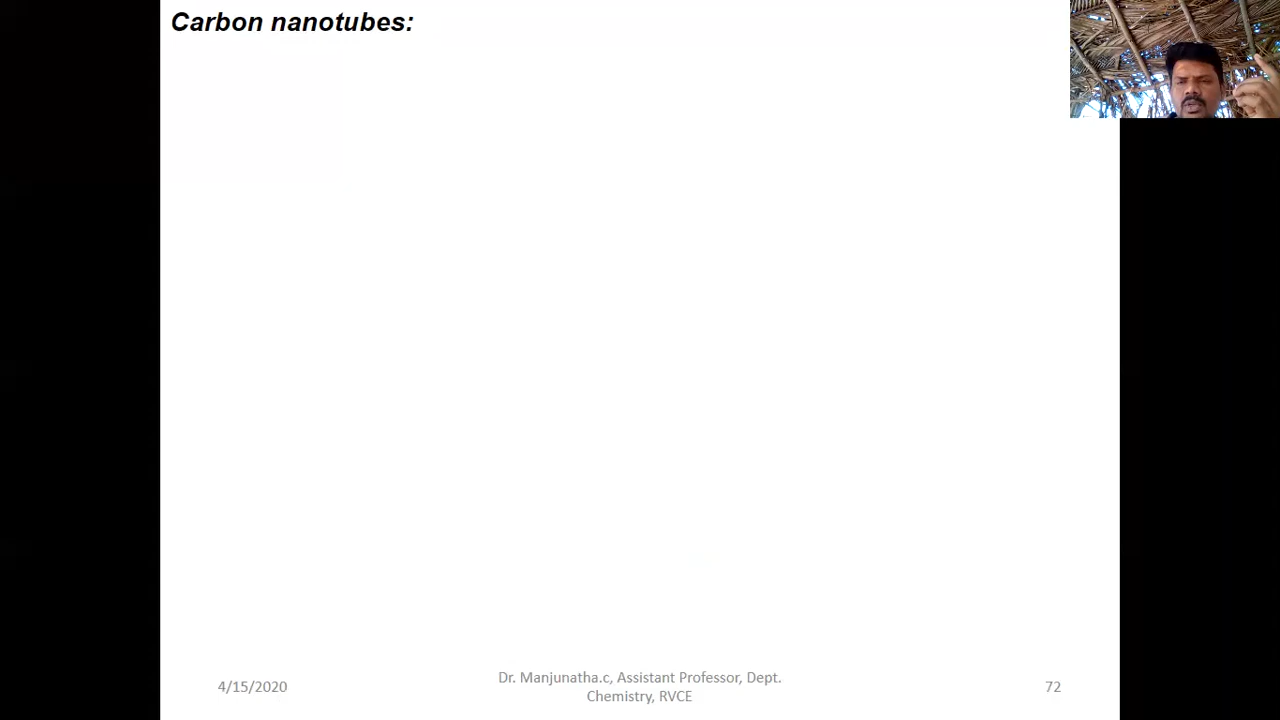 Carbon nanotubes:
4/15/2020
Dr. Manjunatha.c, Assistant Professor, Dept.
Chemistry, RVCE
72